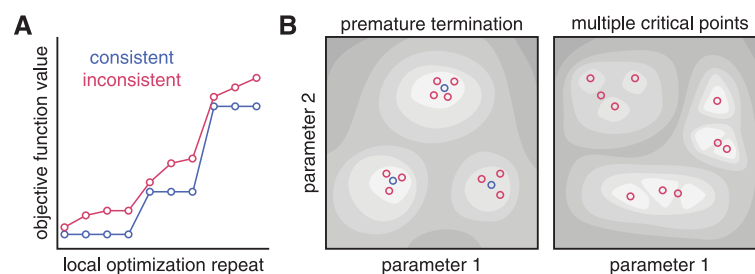 A
consistent
inconsistent
objective function value
local optimization repeat
B
premature termination
multiple critical points
parameter 2
parameter 1
parameter 1